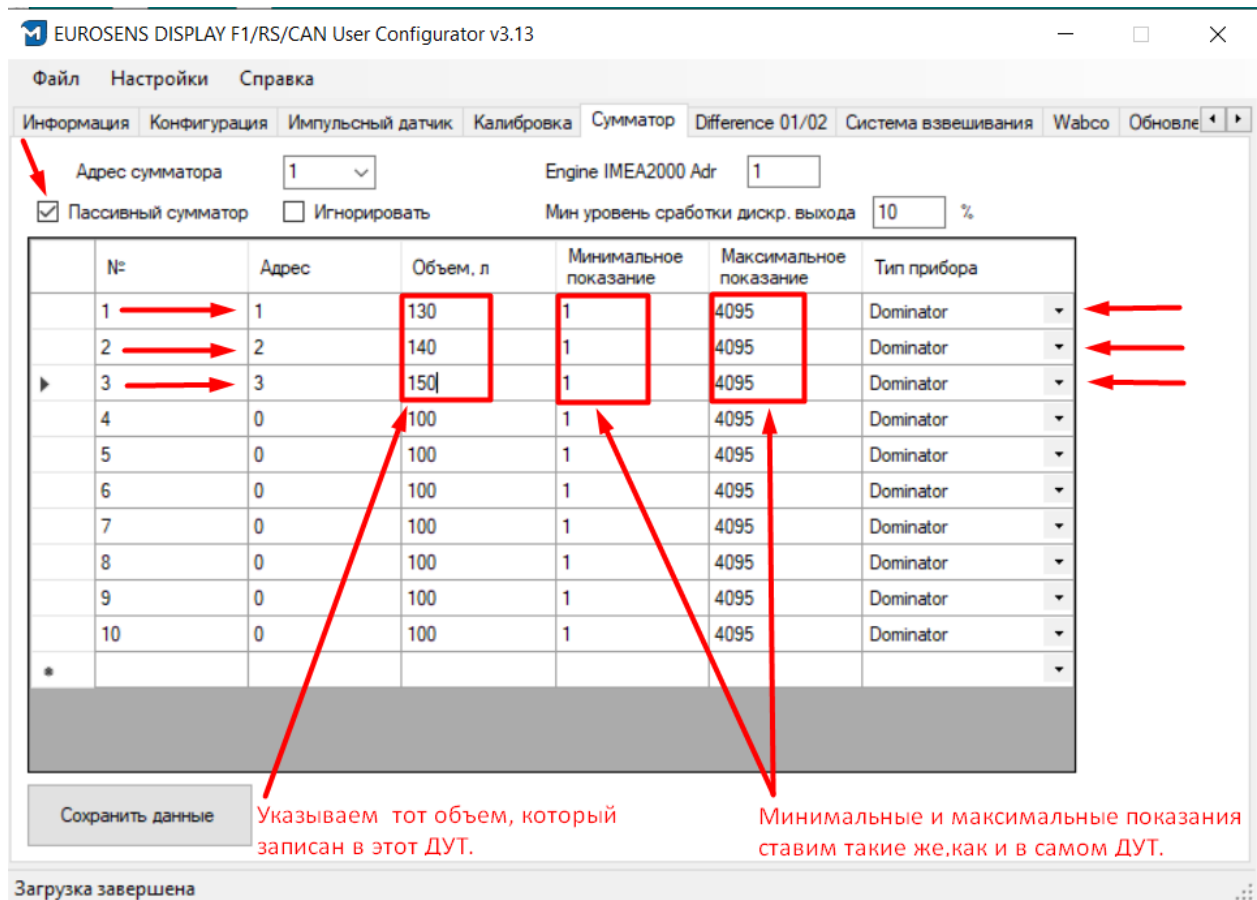 EUROSENS DISPLAY F1/RS/CAN User Configurator v3.13
Файл Настройки Справка
Информация Конфигурация Импульсный датчик Калибровка Сумматор Difference 01/02 Система взвешивания Wabco Обновле
Адрес сумматора 1 Engine IMEA2000 Adr 1
Пассивный сумматор Игнорировать Мин уровень сработки дискр. выхода 10 %
№ Адрес Объем, л Минимальное показание Максимальное показание Тип прибора
1 1 130 1 4095 Dominator
2 2 140 1 4095 Dominator
3 3 150 1 4095 Dominator
4 0 100 1 4095 Dominator
5 0 100 1 4095 Dominator
6 0 100 1 4095 Dominator
7 0 100 1 4095 Dominator
8 0 100 1 4095 Dominator
9 0 100 1 4095 Dominator
10 0 100 1 4095 Dominator
Сохранить данные
Указываем тот объем, который
записан в этот ДУТ.
Минимальные и максимальные показания
ставим такие же,как и в самом ДУТ.
Загрузка завершена